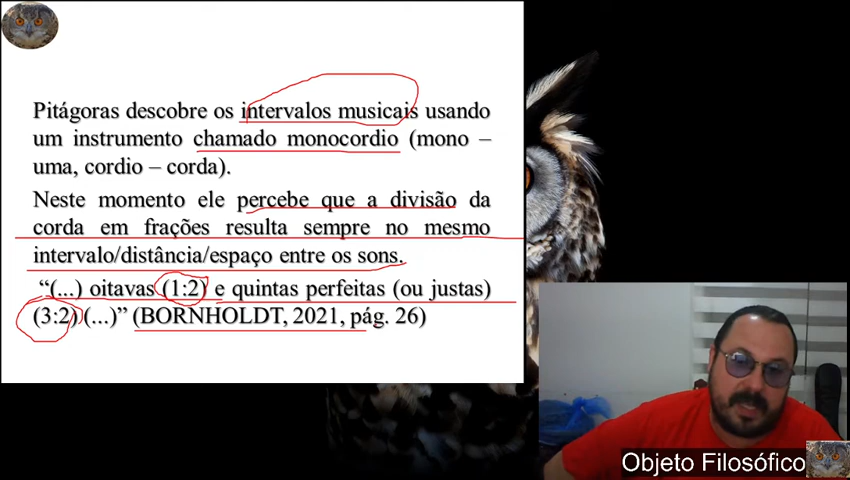 Pitágoras descobre os intervalos musicais usando
um instrumento chamado monocordio (mono –
uma, cordio – corda).
Neste momento ele percebe que a divisão da
corda em frações resulta sempre no mesmo
intervalo/distância/espaço entre os sons.
“(...) oitavas (1:2) e quintas perfeitas (ou justas)
(3:2) (...)” (BORNHOLDT, 2021, pág. 26)
Objeto Filosófico